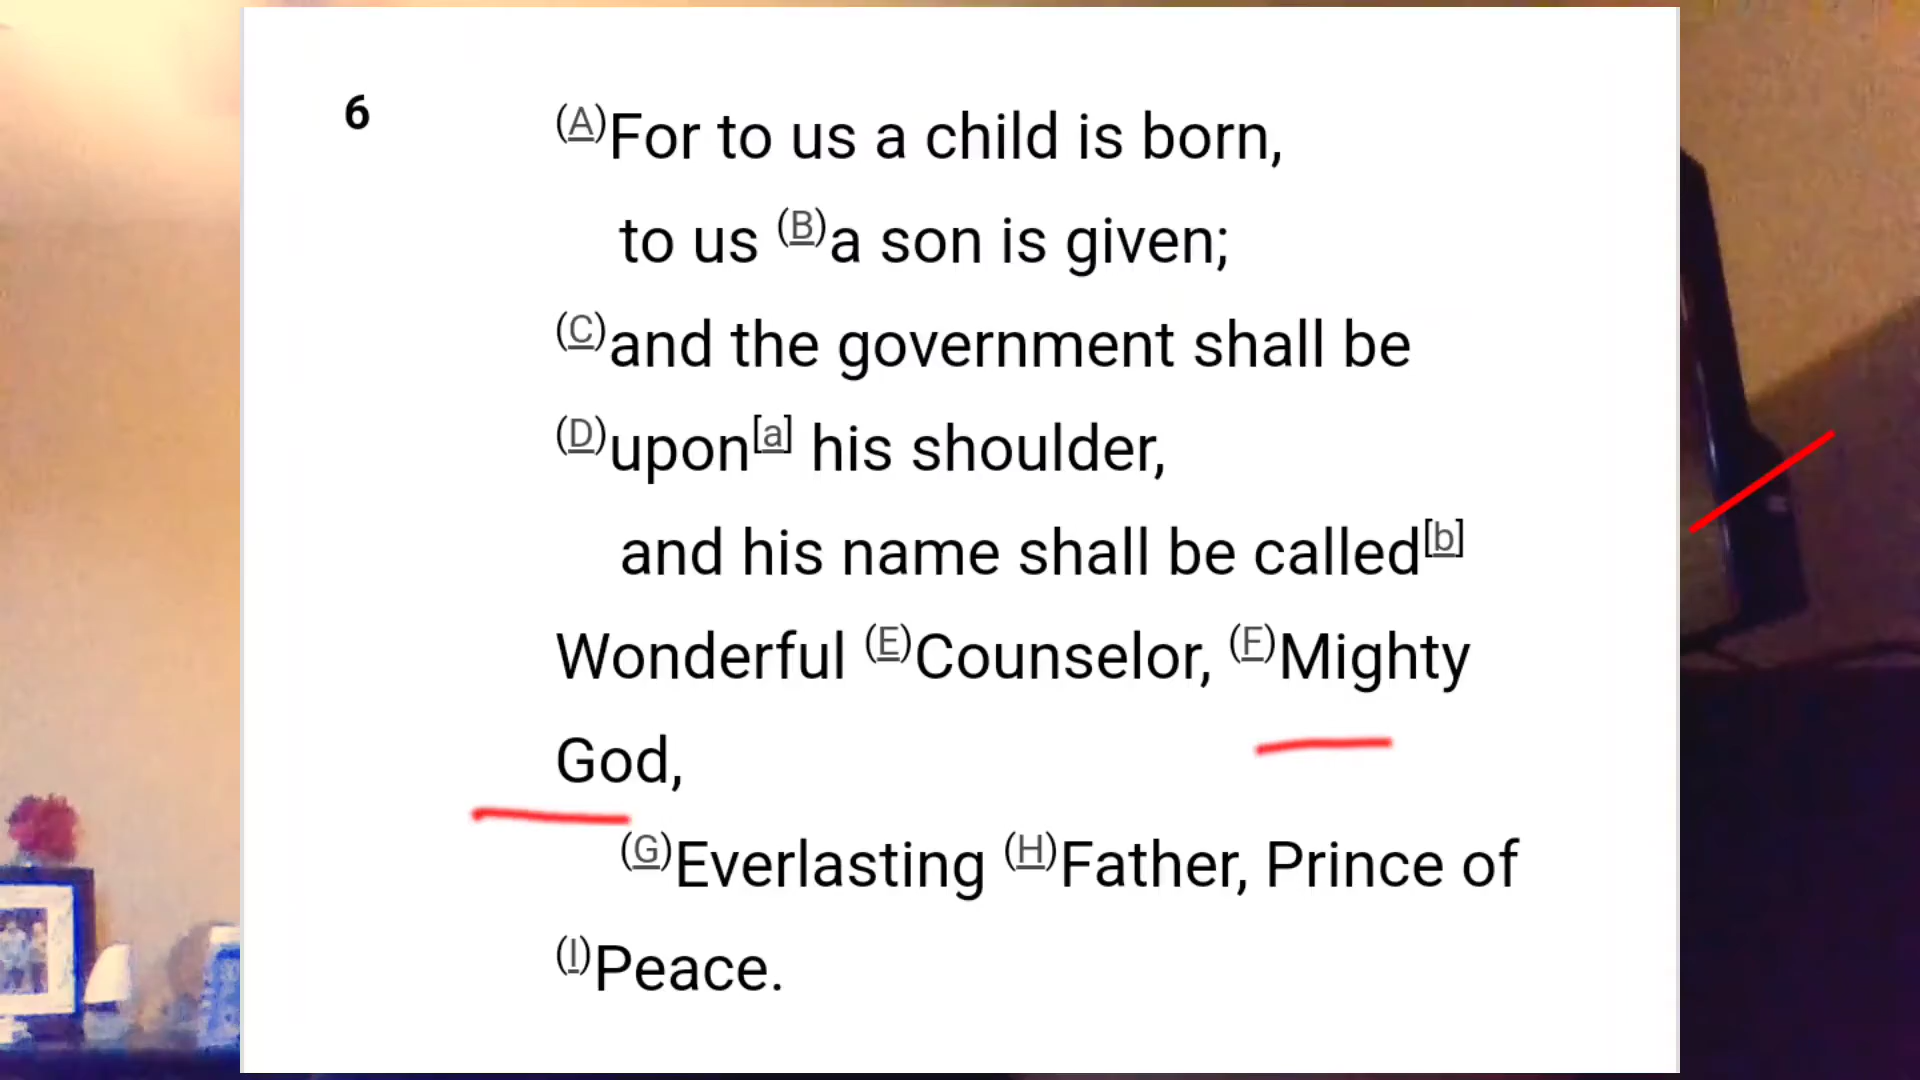 6 (A)For to us a child is born,
to us (B)a son is given;
(C)and the government shall be
(D)upon[a] his shoulder,
and his name shall be called[b]
Wonderful (E)Counselor, (F)Mighty
God,
(G)Everlasting (H)Father, Prince of
(I)Peace.